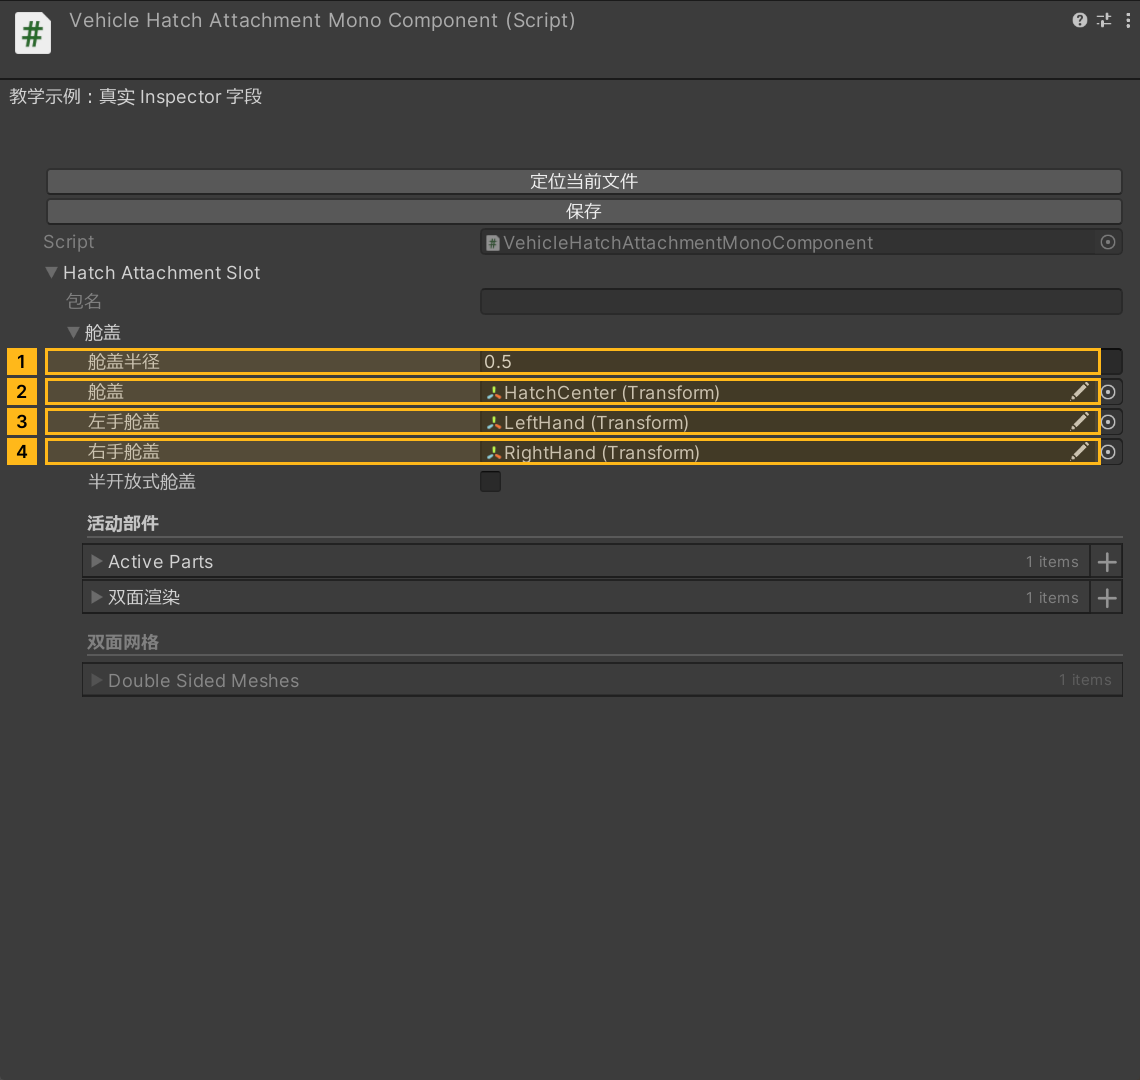 Vehicle Hatch Attachment Mono Component (Script)
教学示例：真实 Inspector 字段
定位当前文件
保存
Script VehicleHatchAttachmentMonoComponent
Hatch Attachment Slot
包名
舱盖
1 舱盖半径 0.5
2 舱盖 HatchCenter (Transform)
3 左手舱盖 LeftHand (Transform)
4 右手舱盖 RightHand (Transform)
半开放式舱盖
活动部件
Active Parts 1 items
双面渲染 1 items
双面网格
Double Sided Meshes 1 items